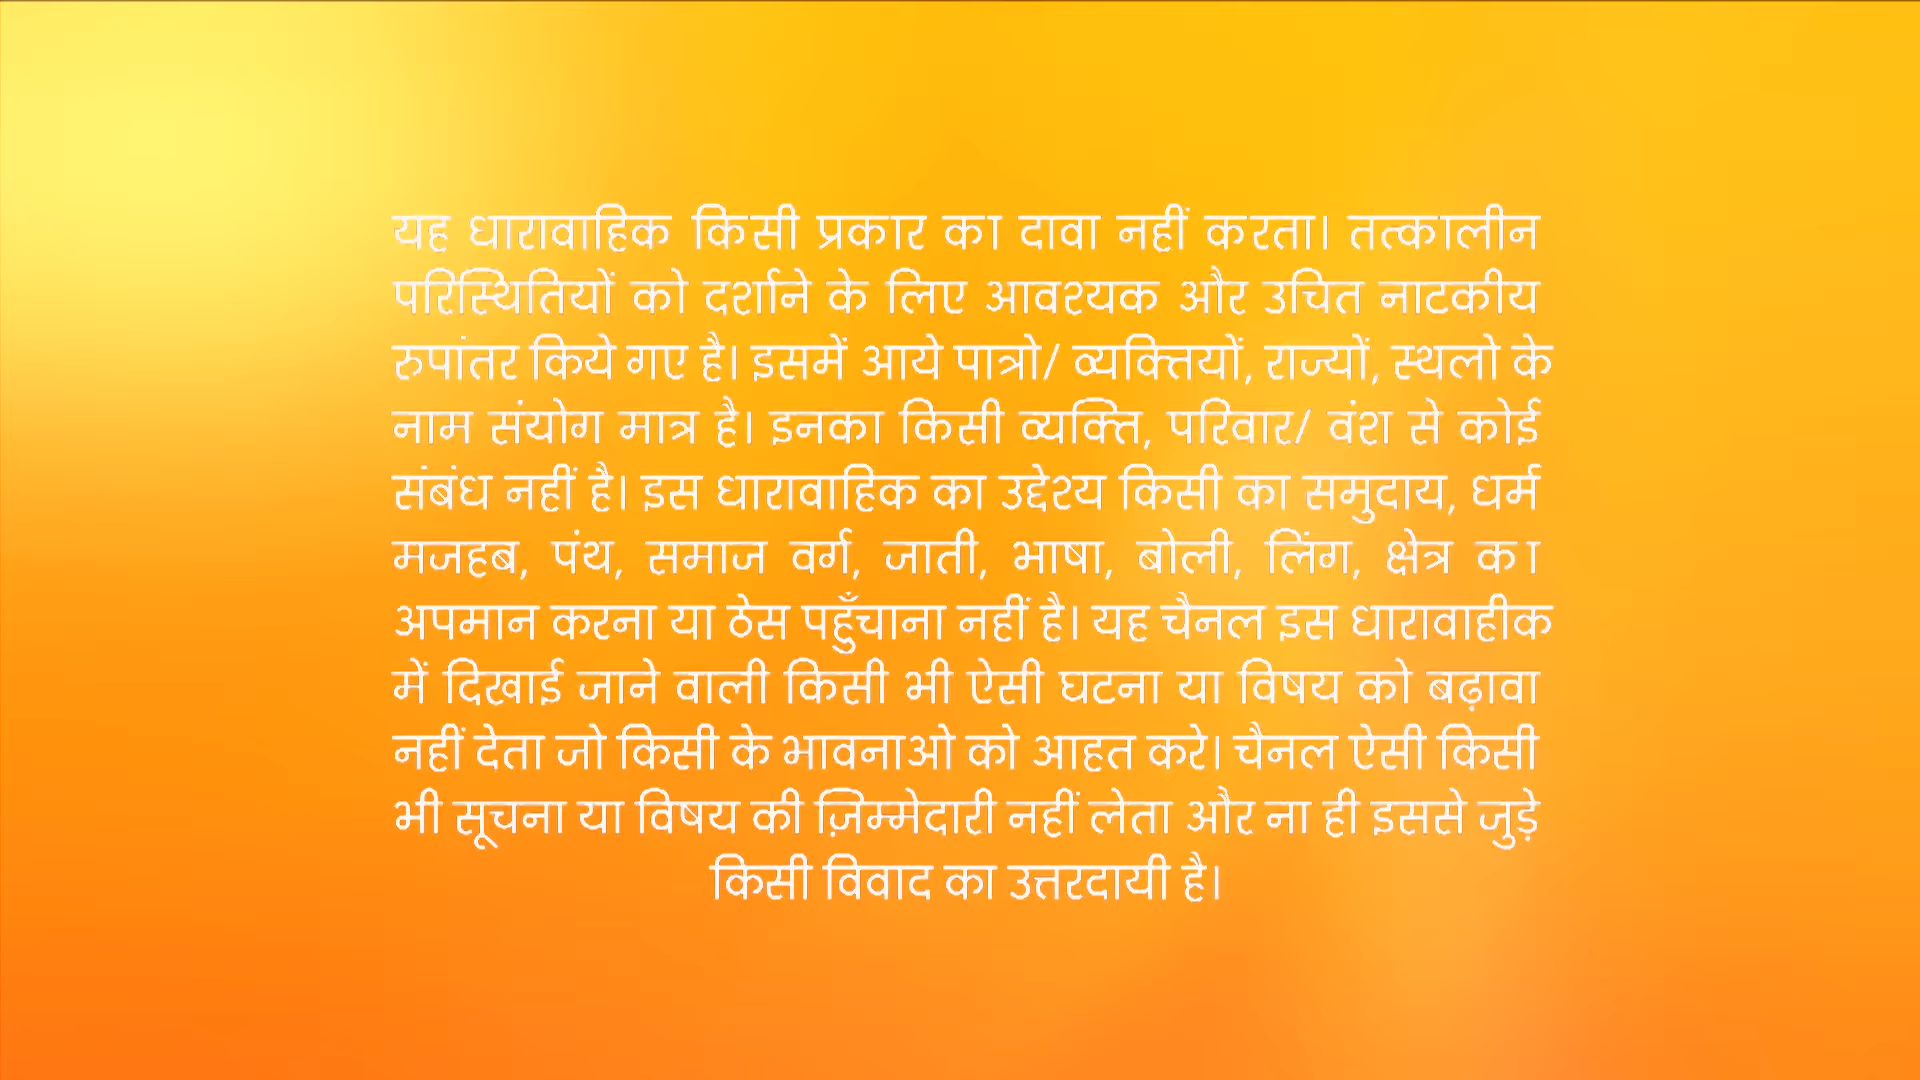 यह धारावाहिक किसी प्रकार का दावा नहीं करता। तत्कालीन
परिस्थितियों को दर्शाने के लिए आवश्यक और उचित नाटकीय
रुपांतर किये गए है। इसमें आये पात्रो/ व्यक्तियों, राज्यों, स्थलो के
नाम संयोग मात्र है। इनका किसी व्यक्ति, परिवार/ वंश से कोई
संबंध नहीं है। इस धारावाहिक का उद्देश्य किसी का समुदाय, धर्म
मजहब, पंथ, समाज वर्ग, जाती, भाषा, बोली, लिंग, क्षेत्र का
अपमान करना या ठेस पहुँचाना नहीं है। यह चैनल इस धारावाहीक
में दिखाई जाने वाली किसी भी ऐसी घटना या विषय को बढ़ावा
नहीं देता जो किसी के भावनाओ को आहत करे। चैनल ऐसी किसी
भी सूचना या विषय की ज़िम्मेदारी नहीं लेता और ना ही इससे जुड़े
किसी विवाद का उत्तरदायी है।